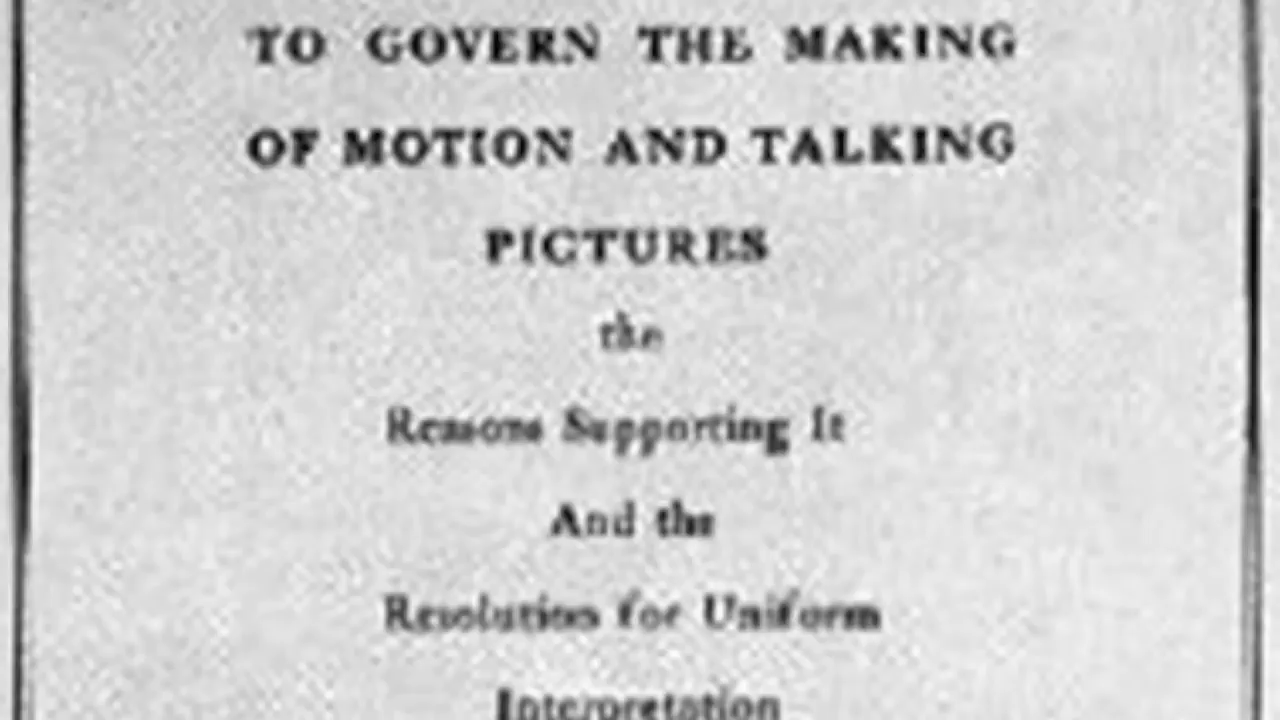 TO GOVERN THE MAKING
OF MOTION AND TALKING
PICTURES
the
Reasons Supporting It
And the
Resolution for Uniform
Interpretation